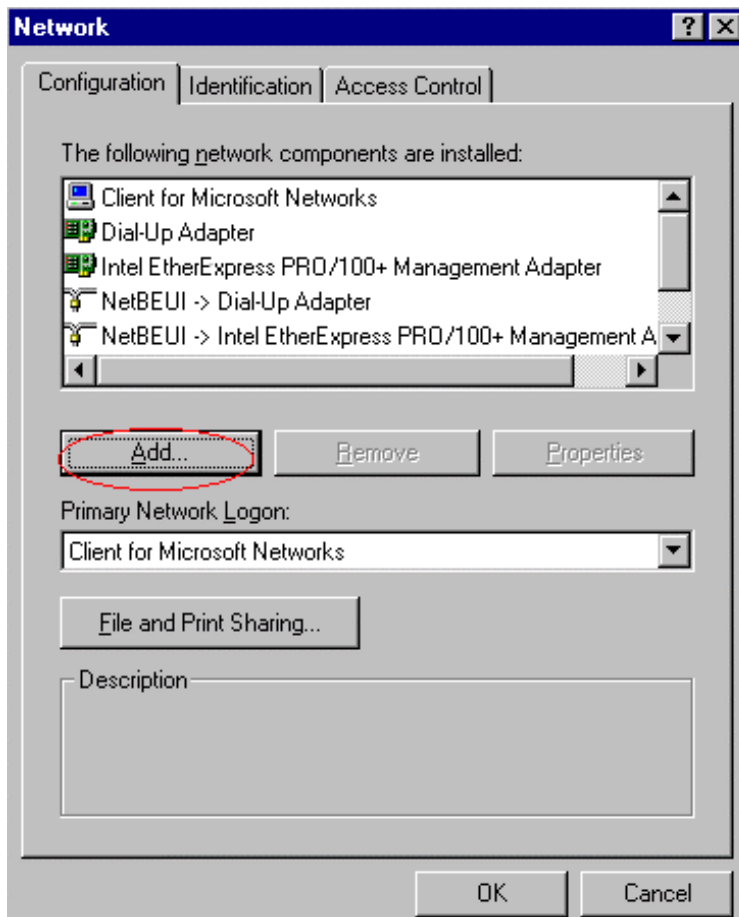 Network
Configuration Identification Access Control
The following network components are installed:
Client for Microsoft Networks
Dial-Up Adapter
Intel EtherExpress PRO/100+ Management Adapter
NetBEUI -> Dial-Up Adapter
NetBEUI -> Intel EtherExpress PRO/100+ Management A
Add... Remove Properties
Primary Network Logon:
Client for Microsoft Networks
File and Print Sharing...
Description
OK Cancel